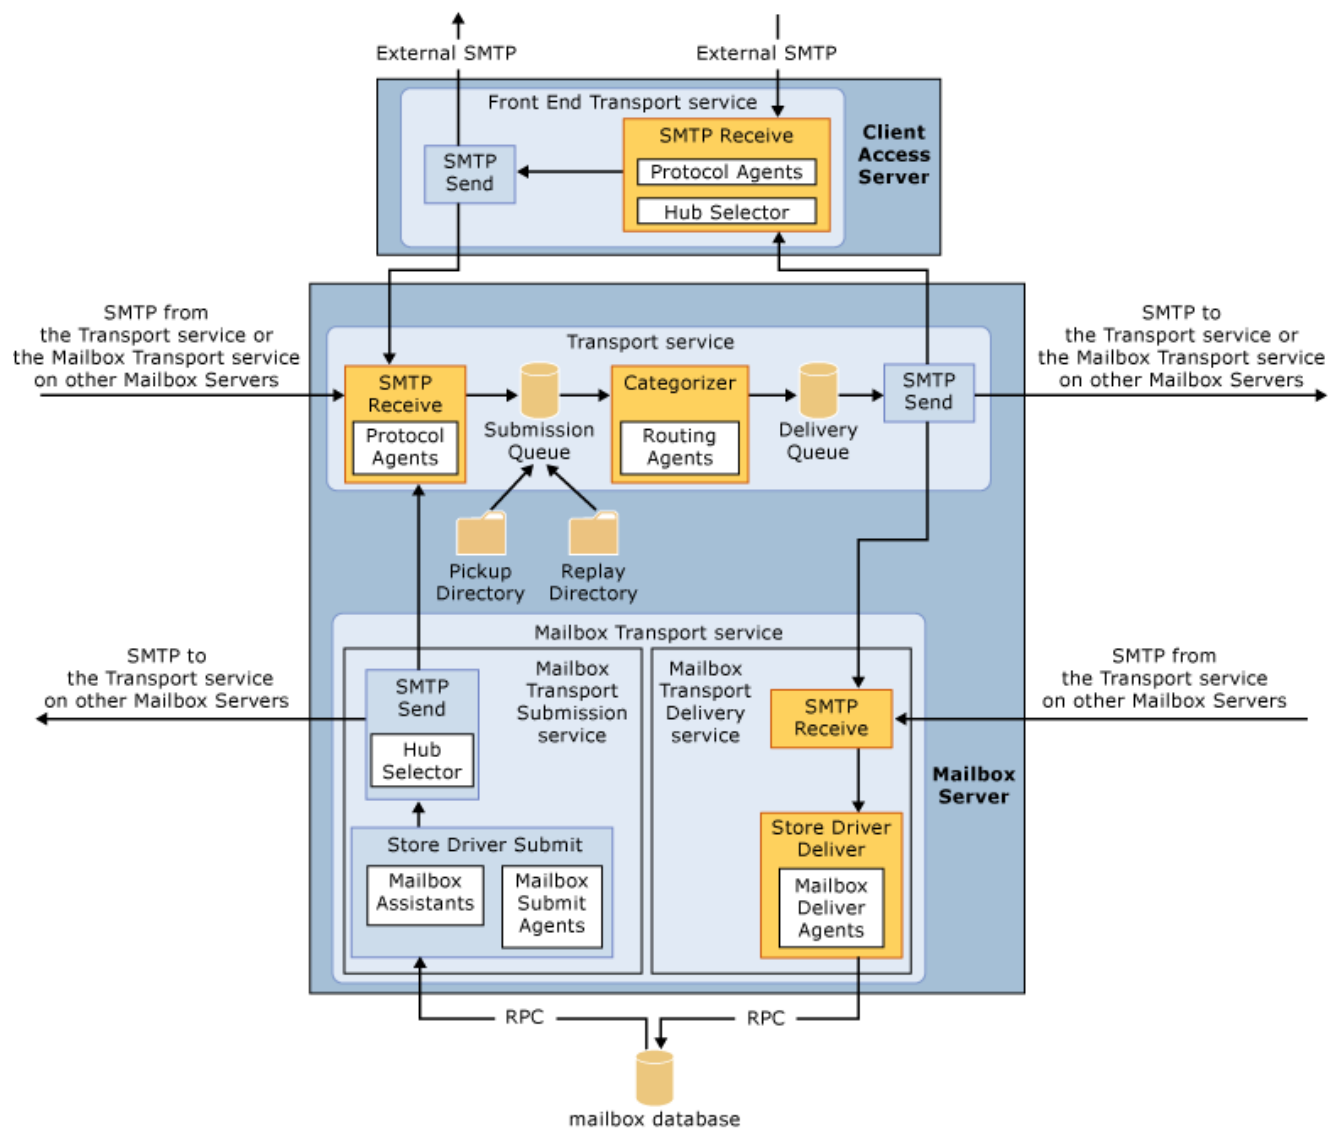 External SMTP
External SMTP
Front End Transport service
SMTP Receive
Protocol Agents
Hub Selector
SMTP
Send
Client
Access
Server
SMTP from
the Transport service or
the Mailbox Transport service
on other Mailbox Servers
SMTP to
the Transport service or
the Mailbox Transport service
on other Mailbox Servers
Transport service
SMTP
Receive
Protocol
Agents
Submission
Queue
Categorizer
Routing
Agents
Delivery
Queue
SMTP
Send
Pickup
Directory
Replay
Directory
Mailbox Transport service
SMTP to
the Transport service
on other Mailbox Servers
SMTP
Send
Hub
Selector
Mailbox
Transport
Submission
service
Mailbox
Transport
Delivery
service
SMTP
Receive
SMTP from
the Transport service
on other Mailbox Servers
Mailbox
Server
Store Driver Submit
Mailbox
Assistants
Mailbox
Submit
Agents
Store Driver
Deliver
Mailbox
Deliver
Agents
RPC
RPC
mailbox database